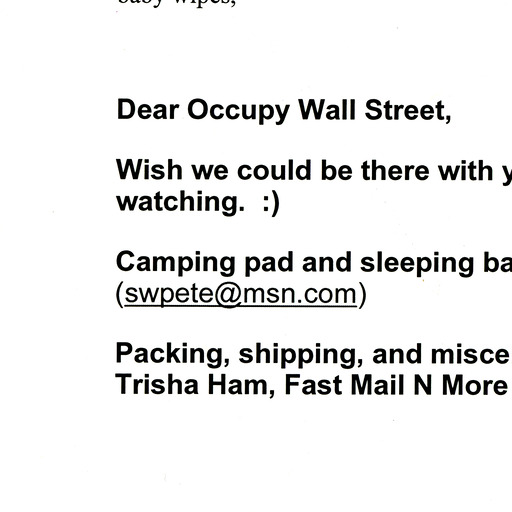 baby wipes,
Dear Occupy Wall Street,
Wish we could be there with y
watching.  :)
Camping pad and sleeping ba
(swpete@msn.com)
Packing, shipping, and misce
Trisha Ham, Fast Mail N More